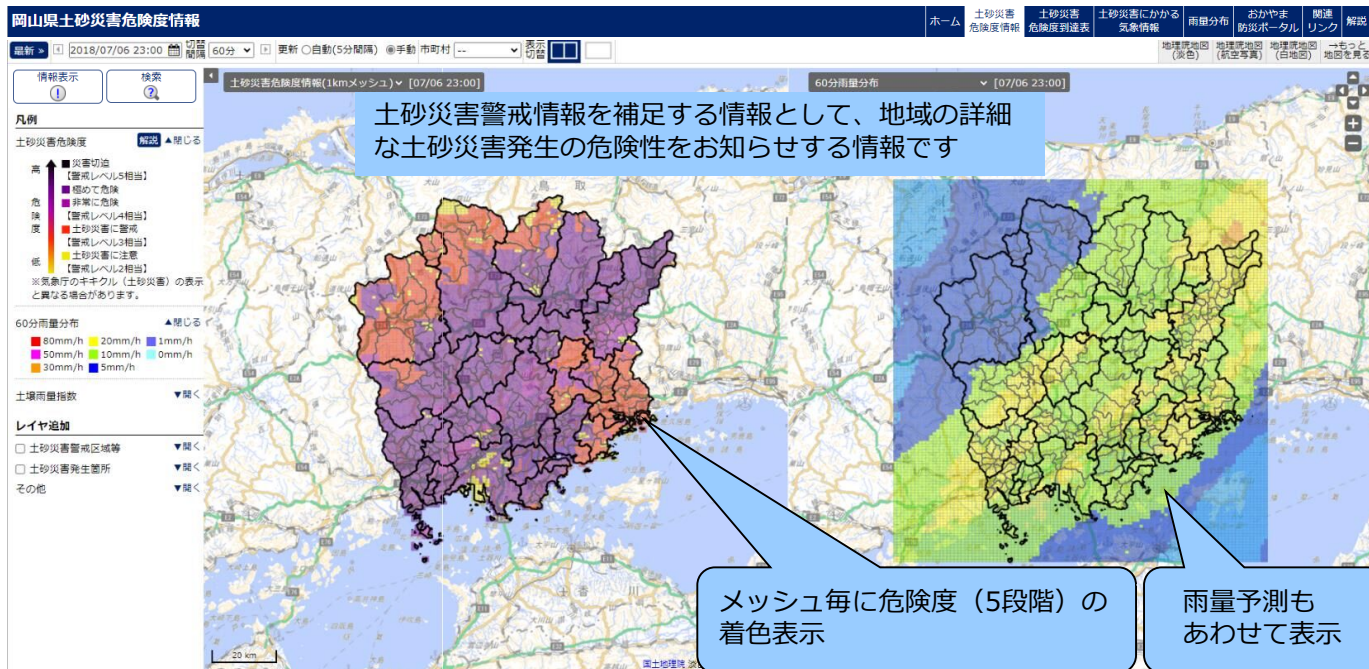 岡山県土砂災害危険度情報
ホーム
土砂災害
危険度情報
土砂災害
危険度到達表
土砂災害にかかる
気象情報
雨量分布
おかやま
防災ポータル
関連
リンク
解説
最新 »
2018/07/06 23:00
切替
間隔
60分
更新 ○自動(5分間隔) ◉手動 市町村 --
表示
切替
地理院地図
(淡色)
地理院地図
(航空写真)
地理院地図
(白地図)
→もっと
地図を見る
情報表示
検索
凡例
土砂災害危険度
解説
▲閉じる
高
危
険
度
低
■災害切迫
【警戒レベル5相当】
■極めて危険
■非常に危険
【警戒レベル4相当】
■土砂災害に警戒
【警戒レベル3相当】
■土砂災害に注意
【警戒レベル2相当】
※気象庁のキキクル（土砂災害）の表示
と異なる場合があります。
60分雨量分布
▲閉じる
80mm/h 20mm/h 1mm/h
50mm/h 10mm/h 0mm/h
30mm/h 5mm/h
土壌雨量指数
▼開く
レイヤ追加
土砂災害警戒区域等
▼開く
土砂災害発生箇所
▼開く
その他
▼開く
土砂災害危険度情報(1kmメッシュ) [07/06 23:00]
60分雨量分布 [07/06 23:00]
土砂災害警戒情報を補足する情報として、地域の詳細
な土砂災害発生の危険性をお知らせする情報です
メッシュ毎に危険度（5段階）の
着色表示
雨量予測も
あわせて表示
20 km
国土地理院